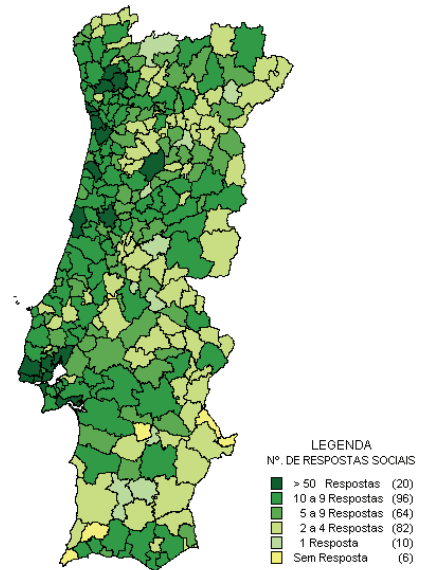 LEGENDA
Nº. DE RESPOSTAS SOCIAIS
> 50 Respostas (20)
10 a 9 Respostas (96)
5 a 9 Respostas (64)
2 a 4 Respostas (82)
1 Resposta (10)
Sem Resposta (6)